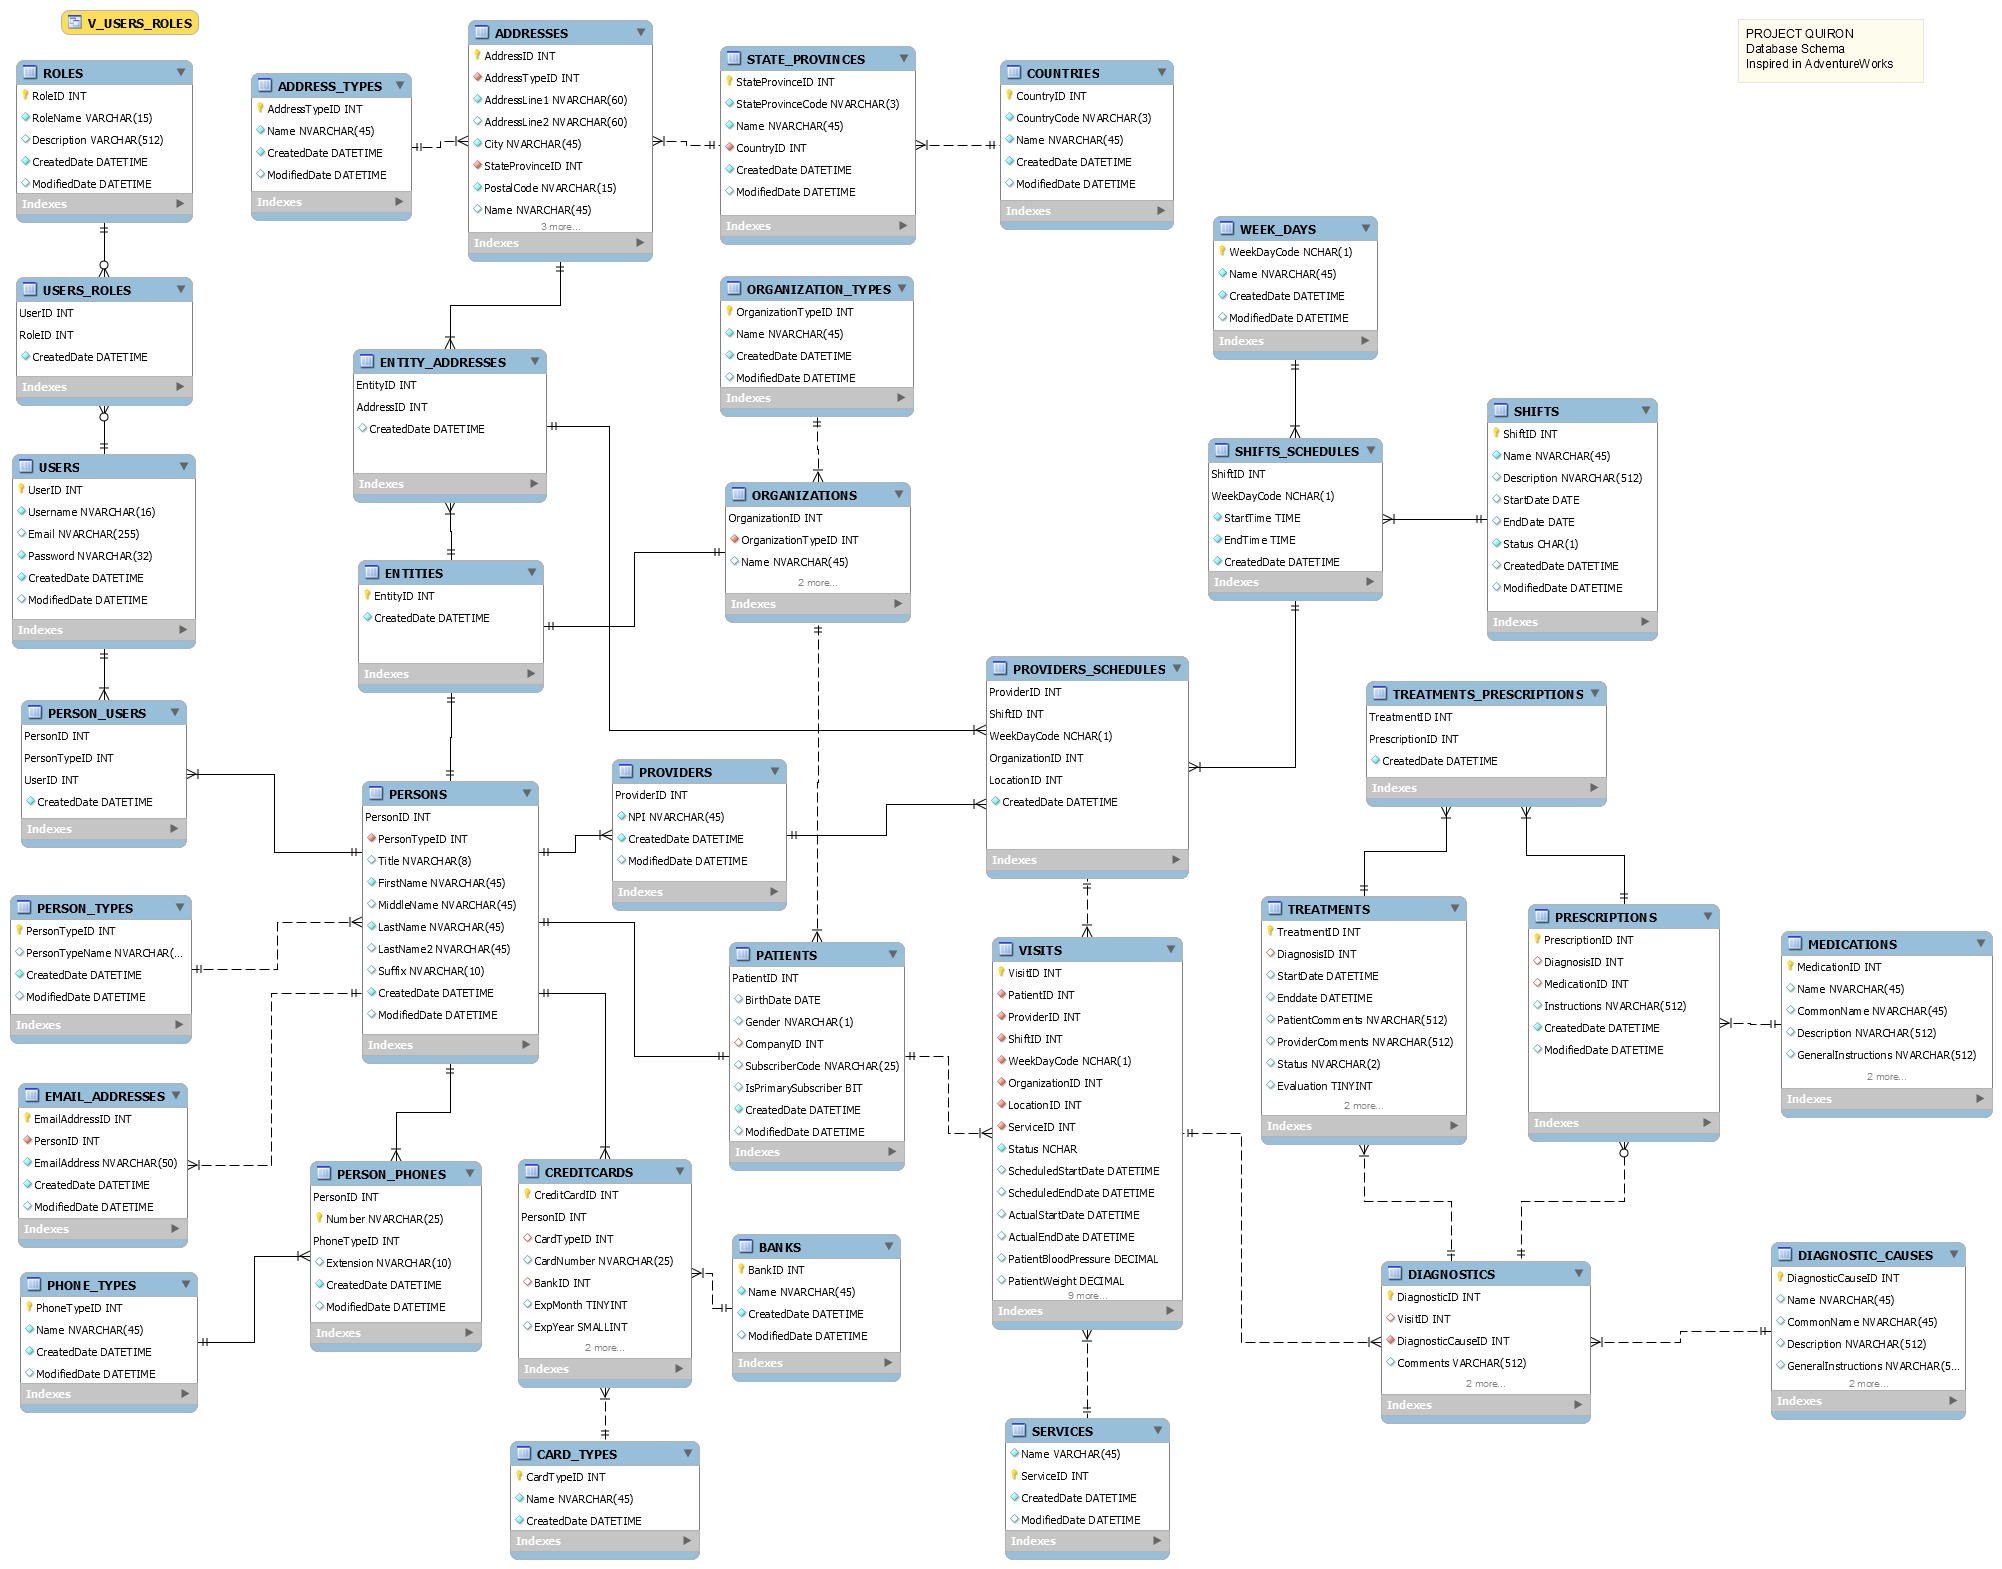 V_USERS_ROLES
PROJECT QUIRON
Database Schema
Inspired in AdventureWorks
ROLES
RoleID INT
RoleName VARCHAR(15)
Description VARCHAR(512)
CreatedDate DATETIME
ModifiedDate DATETIME
Indexes
ADDRESS_TYPES
AddressTypeID INT
Name NVARCHAR(45)
CreatedDate DATETIME
ModifiedDate DATETIME
Indexes
ADDRESSES
AddressID INT
AddressTypeID INT
AddressLine1 NVARCHAR(60)
AddressLine2 NVARCHAR(60)
City NVARCHAR(45)
StateProvinceID INT
PostalCode NVARCHAR(15)
Name NVARCHAR(45)
3 more...
Indexes
STATE_PROVINCES
StateProvinceID INT
StateProvinceCode NVARCHAR(3)
Name NVARCHAR(45)
CountryID INT
CreatedDate DATETIME
ModifiedDate DATETIME
Indexes
COUNTRIES
CountryID INT
CountryCode NVARCHAR(3)
Name NVARCHAR(45)
CreatedDate DATETIME
ModifiedDate DATETIME
Indexes
WEEK_DAYS
WeekDayCode NCHAR(1)
Name NVARCHAR(45)
CreatedDate DATETIME
ModifiedDate DATETIME
Indexes
USERS_ROLES
UserID INT
RoleID INT
CreatedDate DATETIME
Indexes
ENTITY_ADDRESSES
EntityID INT
AddressID INT
CreatedDate DATETIME
Indexes
ORGANIZATION_TYPES
OrganizationTypeID INT
Name NVARCHAR(45)
CreatedDate DATETIME
ModifiedDate DATETIME
Indexes
SHIFTS_SCHEDULES
ShiftID INT
WeekDayCode NCHAR(1)
StartTime TIME
EndTime TIME
CreatedDate DATETIME
Indexes
SHIFTS
ShiftID INT
Name NVARCHAR(45)
Description NVARCHAR(512)
StartDate DATE
EndDate DATE
Status CHAR(1)
CreatedDate DATETIME
ModifiedDate DATETIME
Indexes
USERS
UserID INT
Username NVARCHAR(16)
Email NVARCHAR(255)
Password NVARCHAR(32)
CreatedDate DATETIME
ModifiedDate DATETIME
Indexes
ENTITIES
EntityID INT
CreatedDate DATETIME
Indexes
ORGANIZATIONS
OrganizationID INT
OrganizationTypeID INT
Name NVARCHAR(45)
2 more...
Indexes
PROVIDERS_SCHEDULES
ProviderID INT
ShiftID INT
WeekDayCode NCHAR(1)
OrganizationID INT
LocationID INT
CreatedDate DATETIME
Indexes
TREATMENTS_PRESCRIPTIONS
TreatmentID INT
PrescriptionID INT
CreatedDate DATETIME
Indexes
PERSON_USERS
PersonID INT
PersonTypeID INT
UserID INT
CreatedDate DATETIME
Indexes
PERSONS
PersonID INT
PersonTypeID INT
Title NVARCHAR(8)
FirstName NVARCHAR(45)
MiddleName NVARCHAR(45)
LastName NVARCHAR(45)
LastName2 NVARCHAR(45)
Suffix NVARCHAR(10)
CreatedDate DATETIME
ModifiedDate DATETIME
Indexes
PROVIDERS
ProviderID INT
NPI NVARCHAR(45)
CreatedDate DATETIME
ModifiedDate DATETIME
Indexes
PERSON_TYPES
PersonTypeID INT
PersonTypeName NVARCHAR(...
CreatedDate DATETIME
ModifiedDate DATETIME
Indexes
PATIENTS
PatientID INT
BirthDate DATE
Gender NVARCHAR(1)
CompanyID INT
SubscriberCode NVARCHAR(25)
IsPrimarySubscriber BIT
CreatedDate DATETIME
ModifiedDate DATETIME
Indexes
VISITS
VisitID INT
PatientID INT
ProviderID INT
ShiftID INT
WeekDayCode NCHAR(1)
OrganizationID INT
LocationID INT
ServiceID INT
Status NCHAR
ScheduledStartDate DATETIME
ScheduledEndDate DATETIME
ActualStartDate DATETIME
ActualEndDate DATETIME
PatientBloodPressure DECIMAL
PatientWeight DECIMAL
9 more...
Indexes
TREATMENTS
TreatmentID INT
DiagnosisID INT
StartDate DATETIME
Enddate DATETIME
PatientComments NVARCHAR(512)
ProviderComments NVARCHAR(512)
Status NVARCHAR(2)
Evaluation TINYINT
2 more...
Indexes
PRESCRIPTIONS
PrescriptionID INT
DiagnosisID INT
MedicationID INT
Instructions NVARCHAR(512)
CreatedDate DATETIME
ModifiedDate DATETIME
Indexes
MEDICATIONS
MedicationID INT
Name NVARCHAR(45)
CommonName NVARCHAR(45)
Description NVARCHAR(512)
GeneralInstructions NVARCHAR(512)
2 more...
Indexes
EMAIL_ADDRESSES
EmailAddressID INT
PersonID INT
EmailAddress NVARCHAR(50)
CreatedDate DATETIME
ModifiedDate DATETIME
Indexes
PERSON_PHONES
PersonID INT
Number NVARCHAR(25)
PhoneTypeID INT
Extension NVARCHAR(10)
CreatedDate DATETIME
ModifiedDate DATETIME
Indexes
CREDITCARDS
CreditCardID INT
PersonID INT
CardTypeID INT
CardNumber NVARCHAR(25)
BankID INT
ExpMonth TINYINT
ExpYear SMALLINT
2 more...
Indexes
BANKS
BankID INT
Name NVARCHAR(45)
CreatedDate DATETIME
ModifiedDate DATETIME
Indexes
PHONE_TYPES
PhoneTypeID INT
Name NVARCHAR(45)
CreatedDate DATETIME
ModifiedDate DATETIME
Indexes
DIAGNOSTICS
DiagnosticID INT
VisitID INT
DiagnosticCauseID INT
Comments VARCHAR(512)
2 more...
Indexes
DIAGNOSTIC_CAUSES
DiagnosticCauseID INT
Name NVARCHAR(45)
CommonName NVARCHAR(45)
Description NVARCHAR(512)
GeneralInstructions NVARCHAR(5...
2 more...
Indexes
CARD_TYPES
CardTypeID INT
Name NVARCHAR(45)
CreatedDate DATETIME
Indexes
SERVICES
Name VARCHAR(45)
ServiceID INT
CreatedDate DATETIME
ModifiedDate DATETIME
Indexes